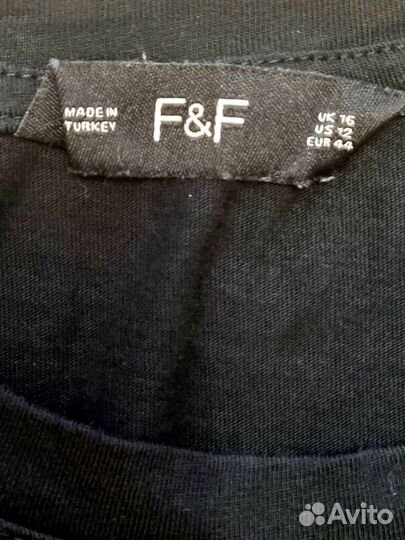 MADE IN
TURKEY
F&F
UK 16
US 12
EUR 44
Avito